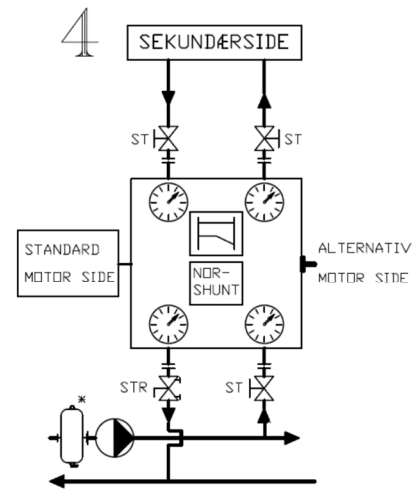 4
SEKUNDÆRSIDE
ST
ST
STANDARD
MOTOR SIDE
NOR-
SHUNT
ALTERNATIV
MOTOR SIDE
STR
ST
*